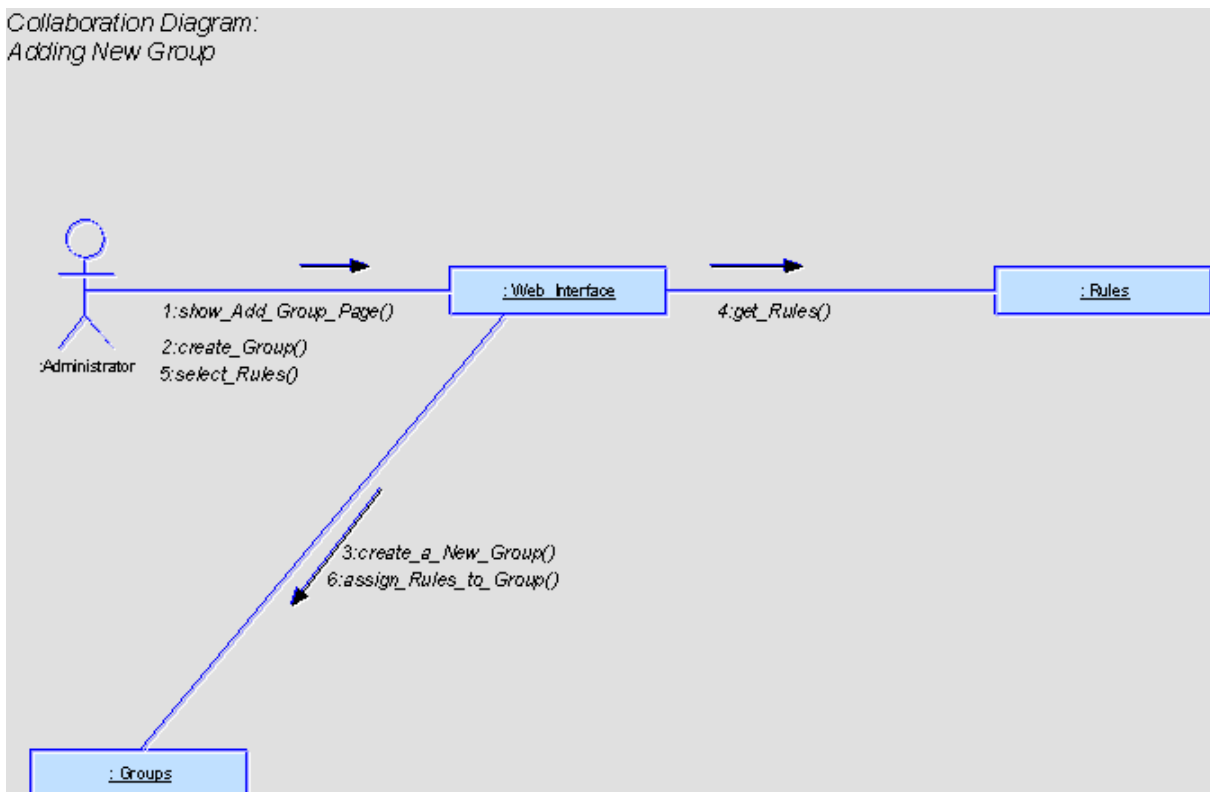 Collaboration Diagram:
Adding New Group
: Web_Interface
: Rules
1:show_Add_Group_Page()
4:get_Rules()
2:create_Group()
:Administrator
5:select_Rules()
3:create_a_New_Group()
6:assign_Rules_to_Group()
: Groups